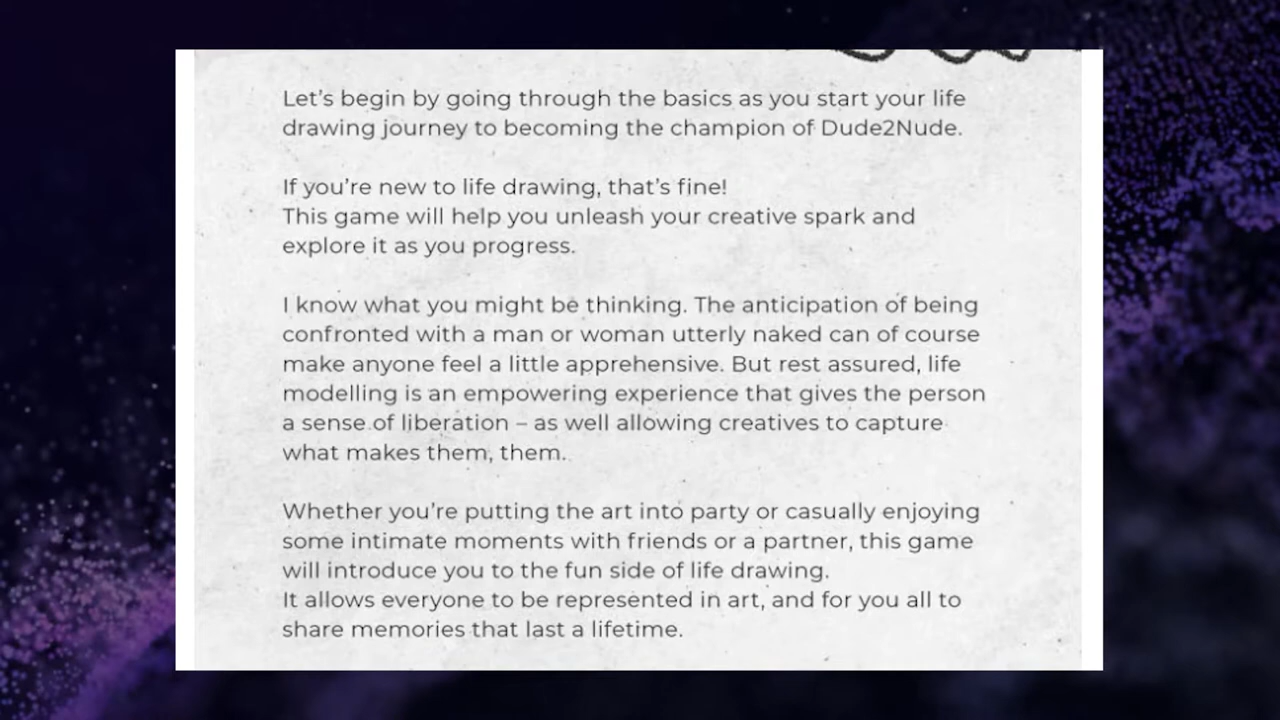 Let’s begin by going through the basics as you start your life
drawing journey to becoming the champion of Dude2Nude.
If you’re new to life drawing, that’s fine!
This game will help you unleash your creative spark and
explore it as you progress.
I know what you might be thinking. The anticipation of being
confronted with a man or woman utterly naked can of course
make anyone feel a little apprehensive. But rest assured, life
modelling is an empowering experience that gives the person
a sense of liberation – as well allowing creatives to capture
what makes them, them.
Whether you’re putting the art into party or casually enjoying
some intimate moments with friends or a partner, this game
will introduce you to the fun side of life drawing.
It allows everyone to be represented in art, and for you all to
share memories that last a lifetime.